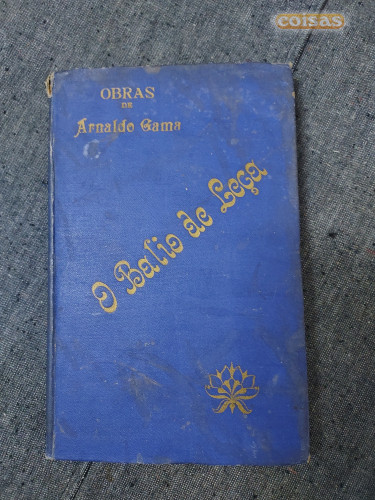 coisas
OBRAS
DE
Arnaldo Gama
O Balio de Leça